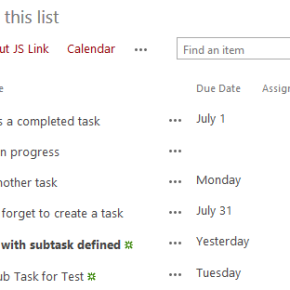 this list
ut JS Link Calendar ••• Find an item
e Due Date Assig
s a completed task ••• July 1
n progress •••
nother task ••• Monday
forget to create a task ••• July 31
with subtask defined ••• Yesterday
ub Task for Test ••• Tuesday